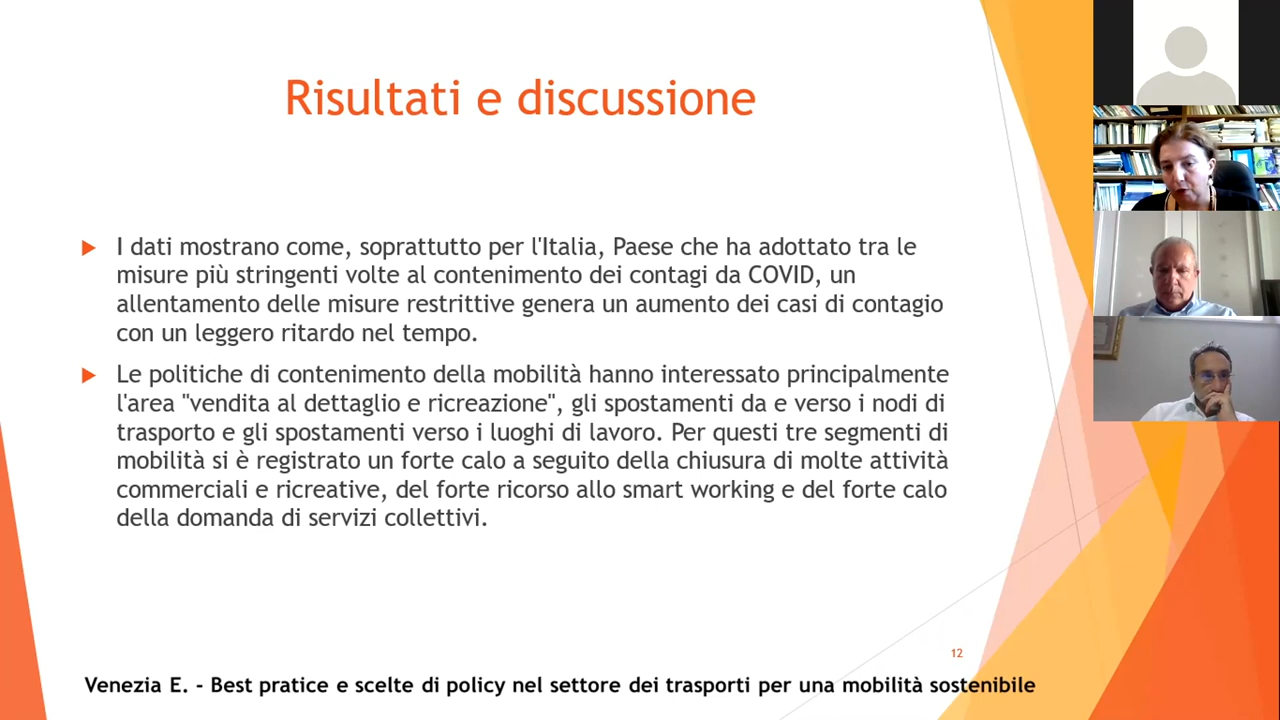 Risultati e discussione
I dati mostrano come, soprattutto per l'Italia, Paese che ha adottato tra le
misure più stringenti volte al contenimento dei contagi da COVID, un
allentamento delle misure restrittive genera un aumento dei casi di contagio
con un leggero ritardo nel tempo.
Le politiche di contenimento della mobilità hanno interessato principalmente
l'area "vendita al dettaglio e ricreazione", gli spostamenti da e verso i nodi di
trasporto e gli spostamenti verso i luoghi di lavoro. Per questi tre segmenti di
mobilità si è registrato un forte calo a seguito della chiusura di molte attività
commerciali e ricreative, del forte ricorso allo smart working e del forte calo
della domanda di servizi collettivi.
12
Venezia E. - Best pratice e scelte di policy nel settore dei trasporti per una mobilità sostenibile